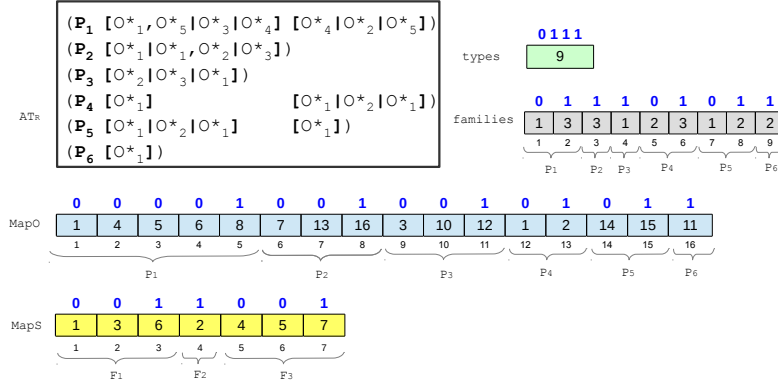 (P1 [O*1,O*5|O*3|O*4] [O*4|O*2|O*5])
(P2 [O*1|O*1,O*2|O*3])
(P3 [O*2|O*3|O*1])
(P4 [O*1] [O*1|O*2|O*1])
(P5 [O*1|O*2|O*1] [O*1])
(P6 [O*1])
ATR
0 1 1 1
types 9
0 1 1 1 0 1 0 1 1
families 1 3 3 1 2 3 1 2 2
1 2 3 4 5 6 7 8 9
P1 P2 P3 P4 P5 P6
0 0 0 0 1 0 0 1 0 0 1 0 1 0 1 1
MapO 1 4 5 6 8 7 13 16 3 10 12 1 2 14 15 11
1 2 3 4 5 6 7 8 9 10 11 12 13 14 15 16
P1 P2 P3 P4 P5 P6
0 0 1 1 0 0 1
MapS 1 3 6 2 4 5 7
1 2 3 4 5 6 7
F1 F2 F3